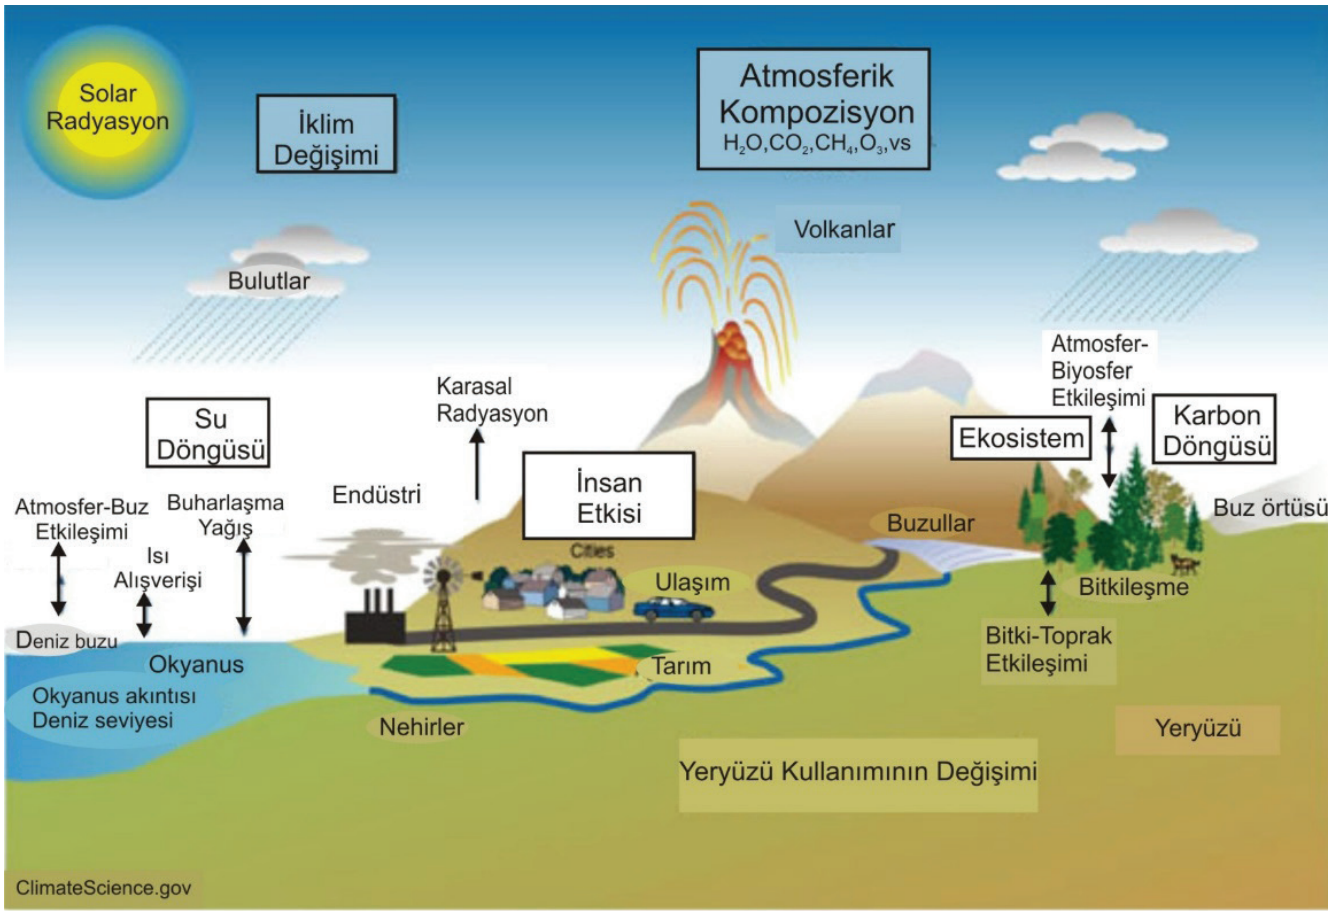 Solar
Radyasyon
İklim
Değişimi
Atmosferik
Kompozisyon
H₂O,CO₂,CH₄,O₃,vs
Volkanlar
Bulutlar
Atmosfer-
Biyosfer
Etkileşimi
Karasal
Radyasyon
Su
Döngüsü
Ekosistem
Karbon
Döngüsü
İnsan
Etkisi
Endüstri
Atmosfer-Buz
Etkileşimi
Buharlaşma
Yağış
Isı
Alışverişi
Buz örtüsü
Buzullar
Cities
Ulaşım
Bitkileşme
Deniz buzu
Okyanus
Bitki-Toprak
Etkileşimi
Tarım
Okyanus akıntısı
Deniz seviyesi
Nehirler
Yeryüzü
Yeryüzü Kullanımının Değişimi
ClimateScience.gov